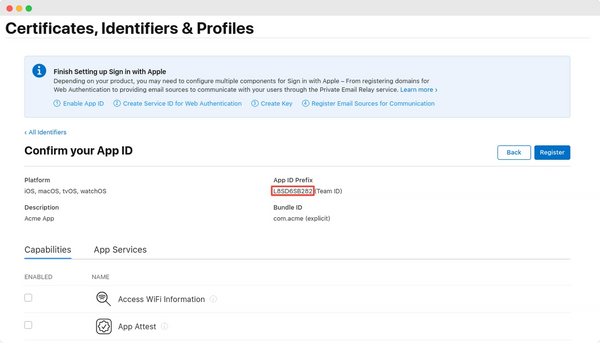 Certificates, Identifiers & Profiles
Finish Setting up Sign in with Apple
Depending on your product, you may need to configure multiple components for Sign in with Apple – From registering domains for
Web Authentication to providing email sources to communicate with your users through the Private Email Relay service. Learn more ›
1 Enable App ID 2 Create Service ID for Web Authentication 3 Create Key 4 Register Email Sources for Communication
‹ All Identifiers
Confirm your App ID
Back
Register
Platform
iOS, macOS, tvOS, watchOS
App ID Prefix
L8SD6SB282 (Team ID)
Description
Acme App
Bundle ID
com.acme (explicit)
Capabilities
App Services
ENABLED
NAME
Access WiFi Information
App Attest